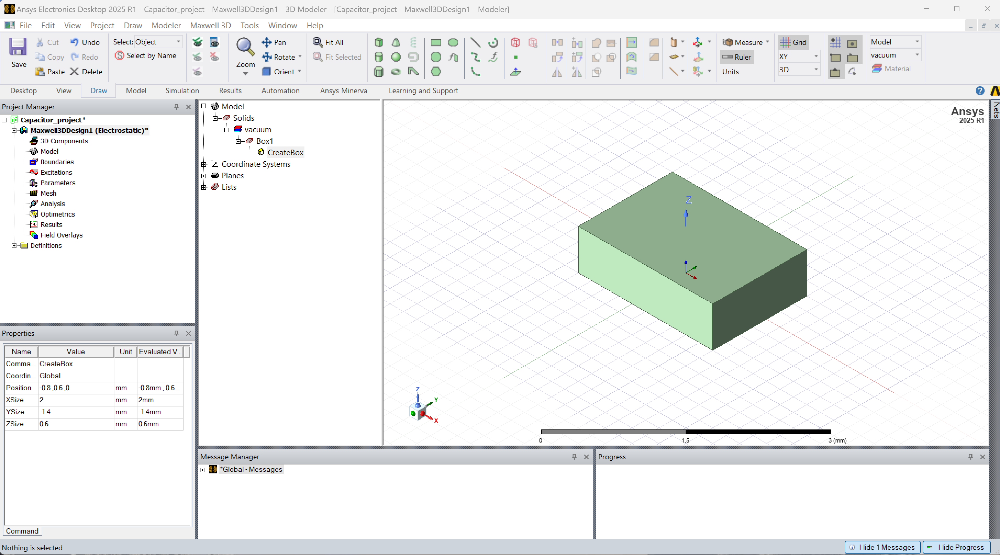 Ansys Electronics Desktop 2025 R1 - Capacitor_project - Maxwell3DDesign1 - 3D Modeler - [Capacitor_project - Maxwell3DDesign1 - Modeler]
File Edit View Project Draw Modeler Maxwell 3D Tools Window Help
Save
Cut
Copy
Paste
Undo
Redo
Delete
Select: Object
Select by Name
Zoom
Pan
Rotate
Orient
Fit All
Fit Selected
Measure
Ruler
Units
Grid
XY
3D
Model
vacuum
Material
Desktop View Draw Model Simulation Results Automation Ansys Minerva Learning and Support
Project Manager
Capacitor_project*
Maxwell3DDesign1 (Electrostatic)*
3D Components
Model
Boundaries
Excitations
Parameters
Mesh
Analysis
Optimetrics
Results
Field Overlays
Definitions
Model
Solids
vacuum
Box1
CreateBox
Coordinate Systems
Planes
Lists
Ansys
2025 R1
Nets
Z
Z
Y
X
0 1.5 3 (mm)
Properties
Name Value Unit Evaluated V...
Comma... CreateBox
Coordin... Global
Position -0.8 ,0.6 ,0 mm -0.8mm , 0.6...
XSize 2 mm 2mm
YSize -1.4 mm -1.4mm
ZSize 0.6 mm 0.6mm
Command
Message Manager
*Global - Messages
Progress
Nothing is selected
Hide 1 Messages
Hide Progress